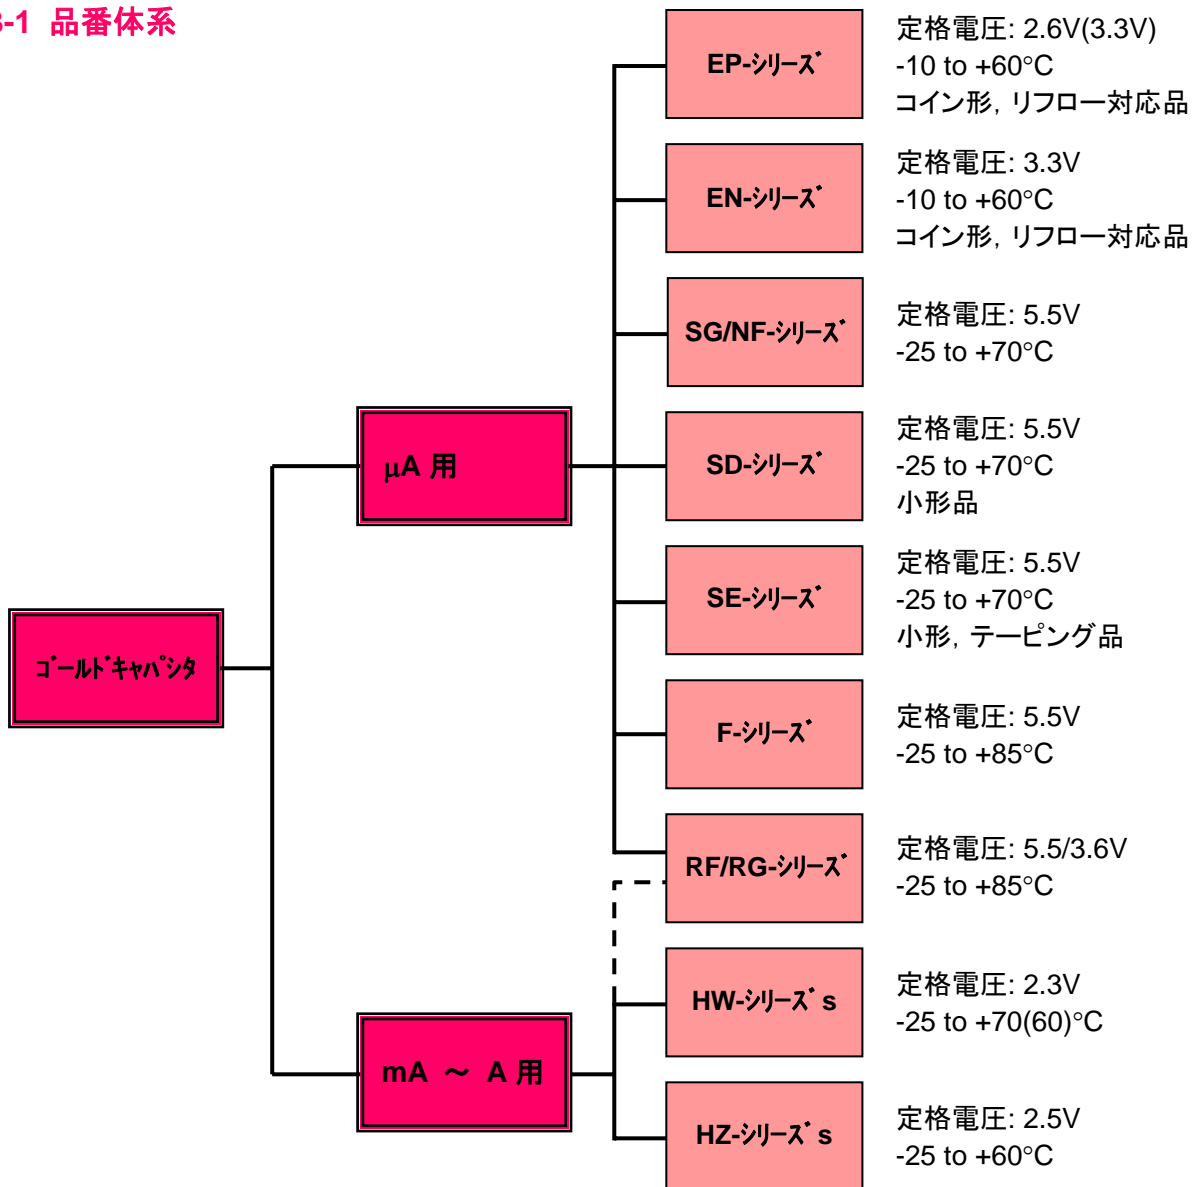 3-1 品番体系
EP-ｼﾘｰｽﾞ
定格電圧: 2.6V(3.3V)
-10 to +60°C
コイン形, リフロー対応品
EN-ｼﾘｰｽﾞ
定格電圧: 3.3V
-10 to +60°C
コイン形, リフロー対応品
SG/NF-ｼﾘｰｽﾞ
定格電圧: 5.5V
-25 to +70°C
μA 用
SD-ｼﾘｰｽﾞ
定格電圧: 5.5V
-25 to +70°C
小形品
SE-ｼﾘｰｽﾞ
定格電圧: 5.5V
-25 to +70°C
小形, テーピング品
ｺﾞｰﾙﾄﾞｷｬﾊﾟｼﾀ
F-ｼﾘｰｽﾞ
定格電圧: 5.5V
-25 to +85°C
RF/RG-ｼﾘｰｽﾞ
定格電圧: 5.5/3.6V
-25 to +85°C
mA ～ A 用
HW-ｼﾘｰｽﾞ s
定格電圧: 2.3V
-25 to +70(60)°C
HZ-ｼﾘｰｽﾞ s
定格電圧: 2.5V
-25 to +60°C